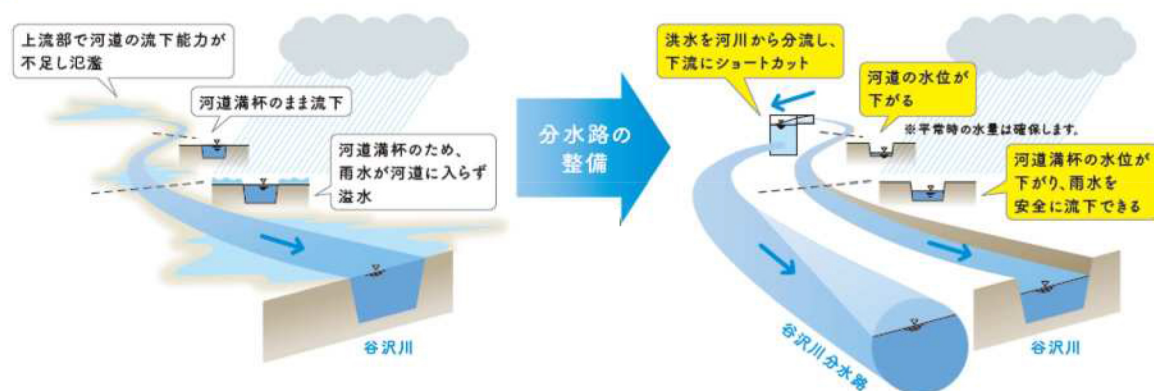 上流部で河道の流下能力が
不足し氾濫
河道満杯のまま流下
河道満杯のため、
雨水が河道に入らず
溢水
谷沢川
分水路の
整備
洪水を河川から分流し、
下流にショートカット
河道の水位が
下がる
※平常時の水量は確保します。
河道満杯の水位が
下がり、雨水を
安全に流下できる
谷沢川分水路
谷沢川